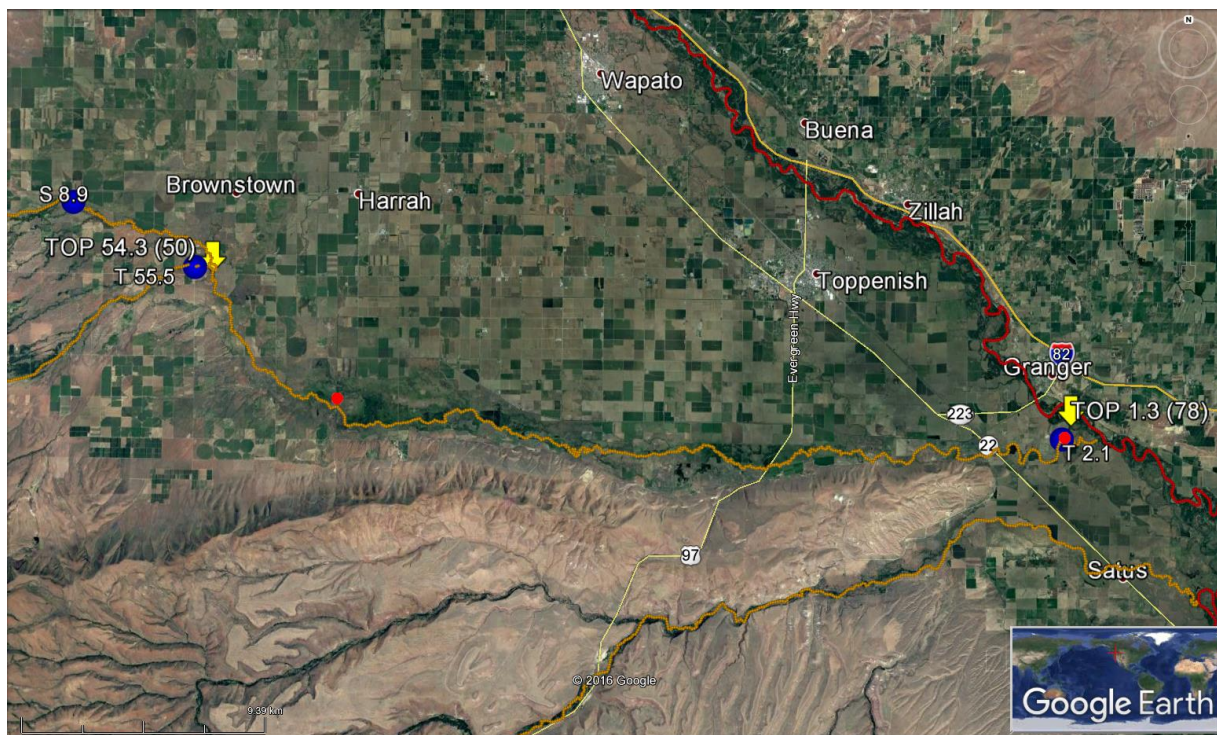 N
Wapato
Buena
Brownstown
S 8.9
Harrah
Zillah
TOP 54.3 (50)
T 55.5
Toppenish
Evergreen Hwy
82
Granger
223
TOP 1.3 (78)
22
T 2.1
97
Satus
© 2016 Google
9.39 km
Google Earth